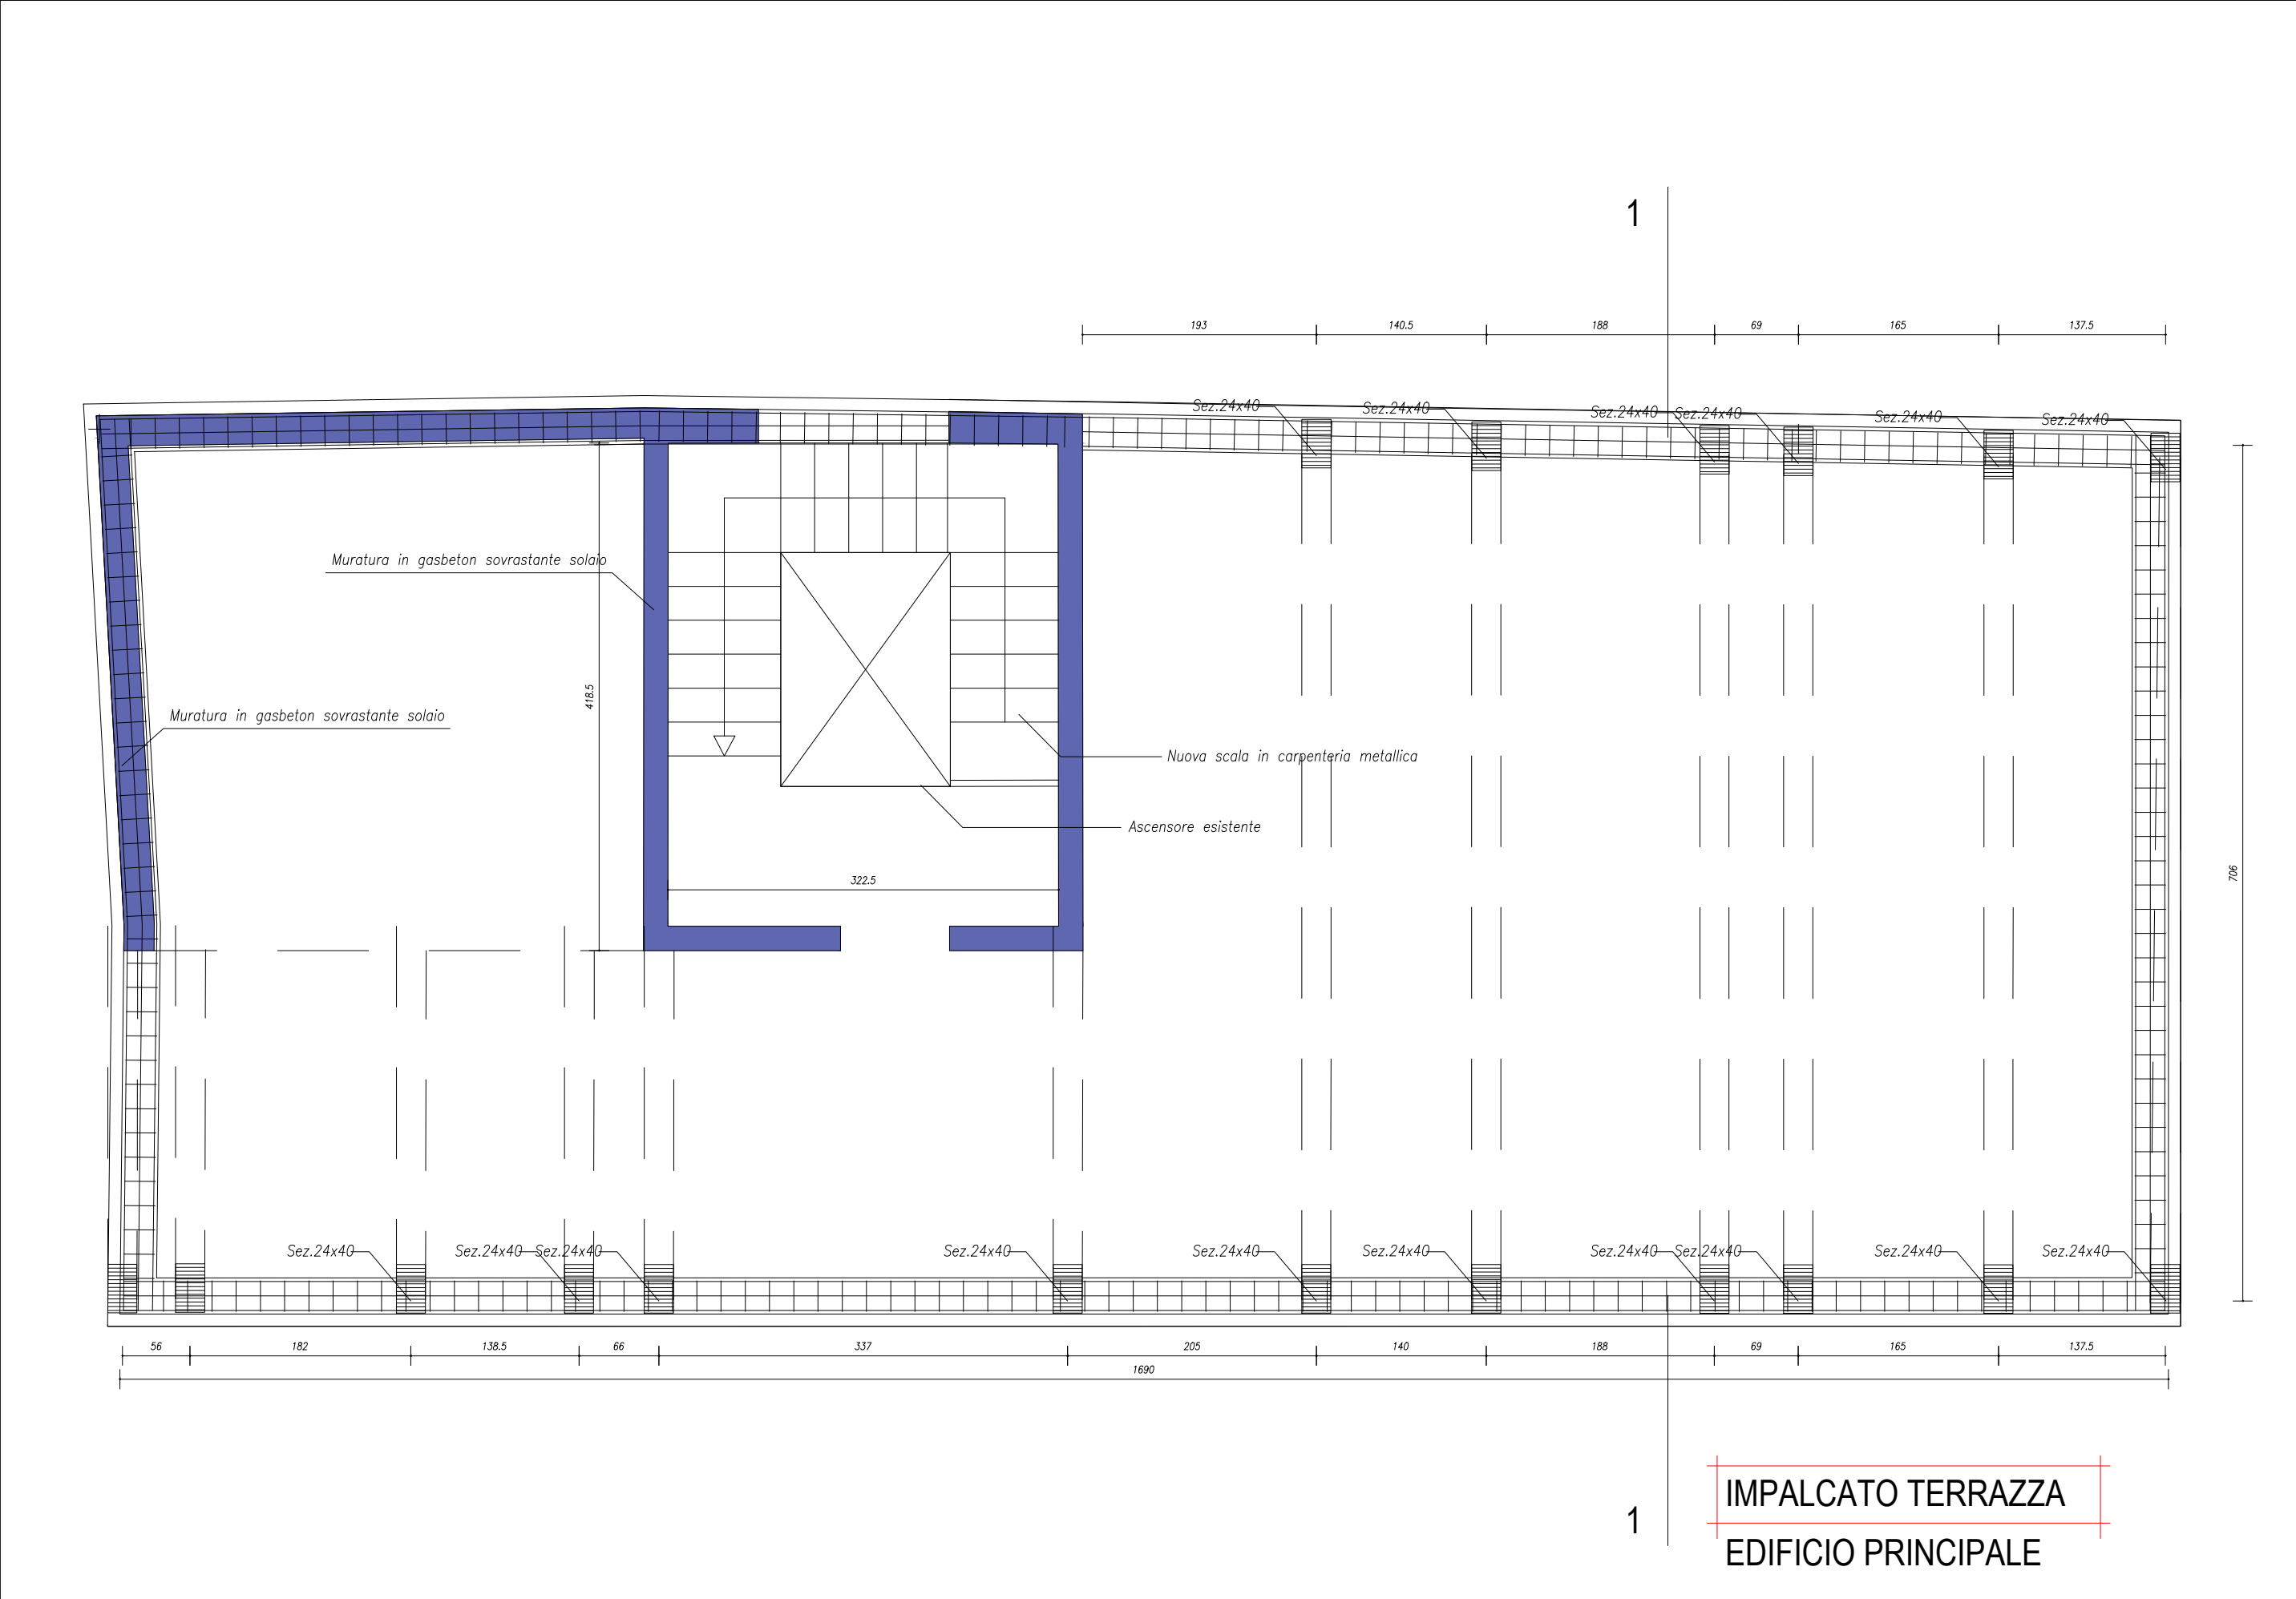 1
193 140.5 188 69 165 137.5
Sez.24x40 Sez.24x40 Sez.24x40 Sez.24x40 Sez.24x40 Sez.24x40
Muratura in gasbeton sovrastante solaio
418.5
Muratura in gasbeton sovrastante solaio
Nuova scala in carpenteria metallica
Ascensore esistente
322.5
706
Sez.24x40 Sez.24x40 Sez.24x40 Sez.24x40 Sez.24x40 Sez.24x40 Sez.24x40 Sez.24x40 Sez.24x40 Sez.24x40
56 182 138.5 66 337 205 140 188 69 165 137.5
1690
IMPALCATO TERRAZZA
1
EDIFICIO PRINCIPALE